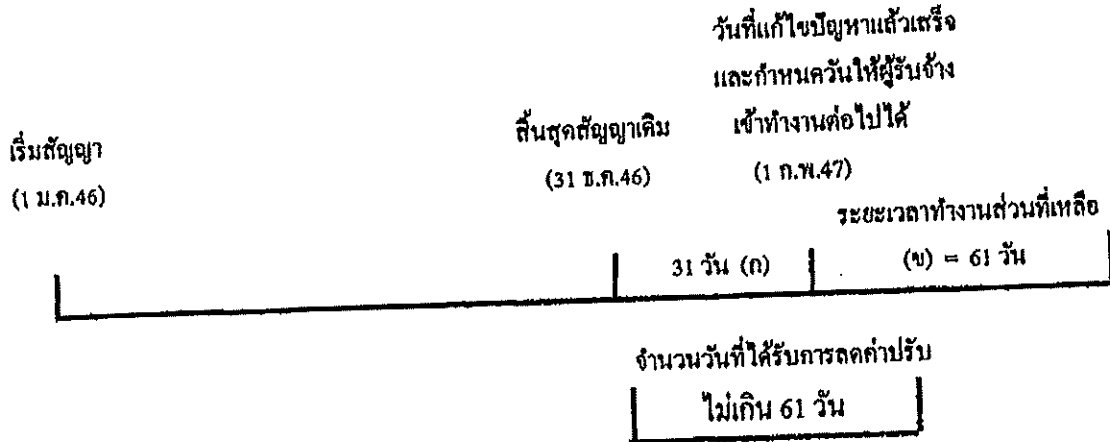 วันที่แก้ไขปัญหาแล้วเสร็จ
และกำหนดวันให้ผู้รับจ้าง
เข้าทำงานต่อไปได้
(1 ก.พ.47)
สิ้นสุดสัญญาเดิม
(31 ธ.ค.46)
เริ่มสัญญา
(1 ม.ค.46)
ระยะเวลาทำงานส่วนที่เหลือ
31 วัน (ก)
(ข) = 61 วัน
จำนวนวันที่ได้รับการลดค่าปรับ
ไม่เกิน 61 วัน